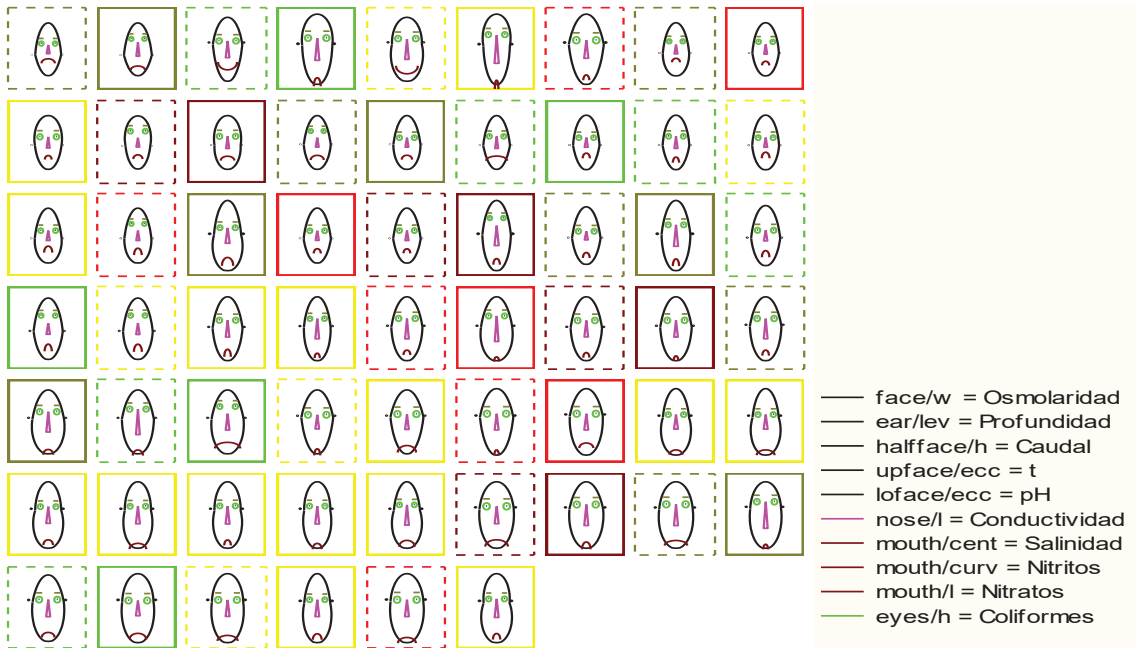 face/w = Osmolaridad
ear/lev = Profundidad
halfface/h = Caudal
upface/ecc = t
loface/ecc = pH
nose/l = Conductividad
mouth/cent = Salinidad
mouth/curv = Nitritos
mouth/l = Nitratos
eyes/h = Coliformes